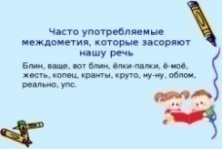 Часто употребляемые
междометия, которые засоряют
нашу речь
Блин, ваще, вот блин, ёлки-палки, ё-моё,
жесть, копец, кранты, круто, ну-ну, облом,
реально, упс.